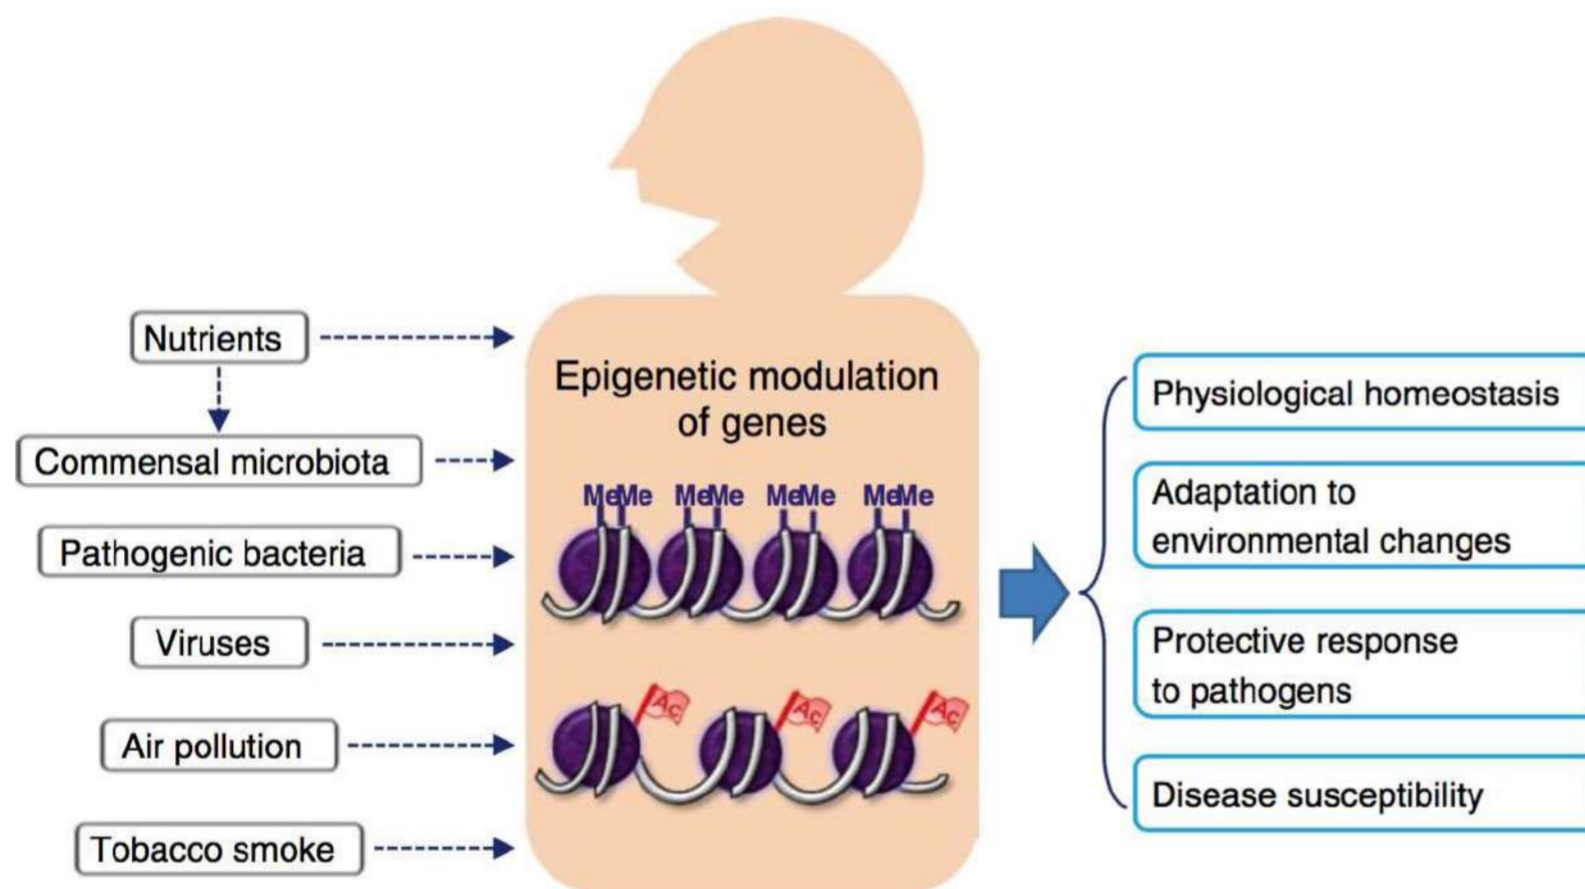 Nutrients
Commensal microbiota
Pathogenic bacteria
Viruses
Air pollution
Tobacco smoke
Epigenetic modulation
of genes
MeMe MeMe MeMe MeMe
Ac Ac Ac
Physiological homeostasis
Adaptation to
environmental changes
Protective response
to pathogens
Disease susceptibility